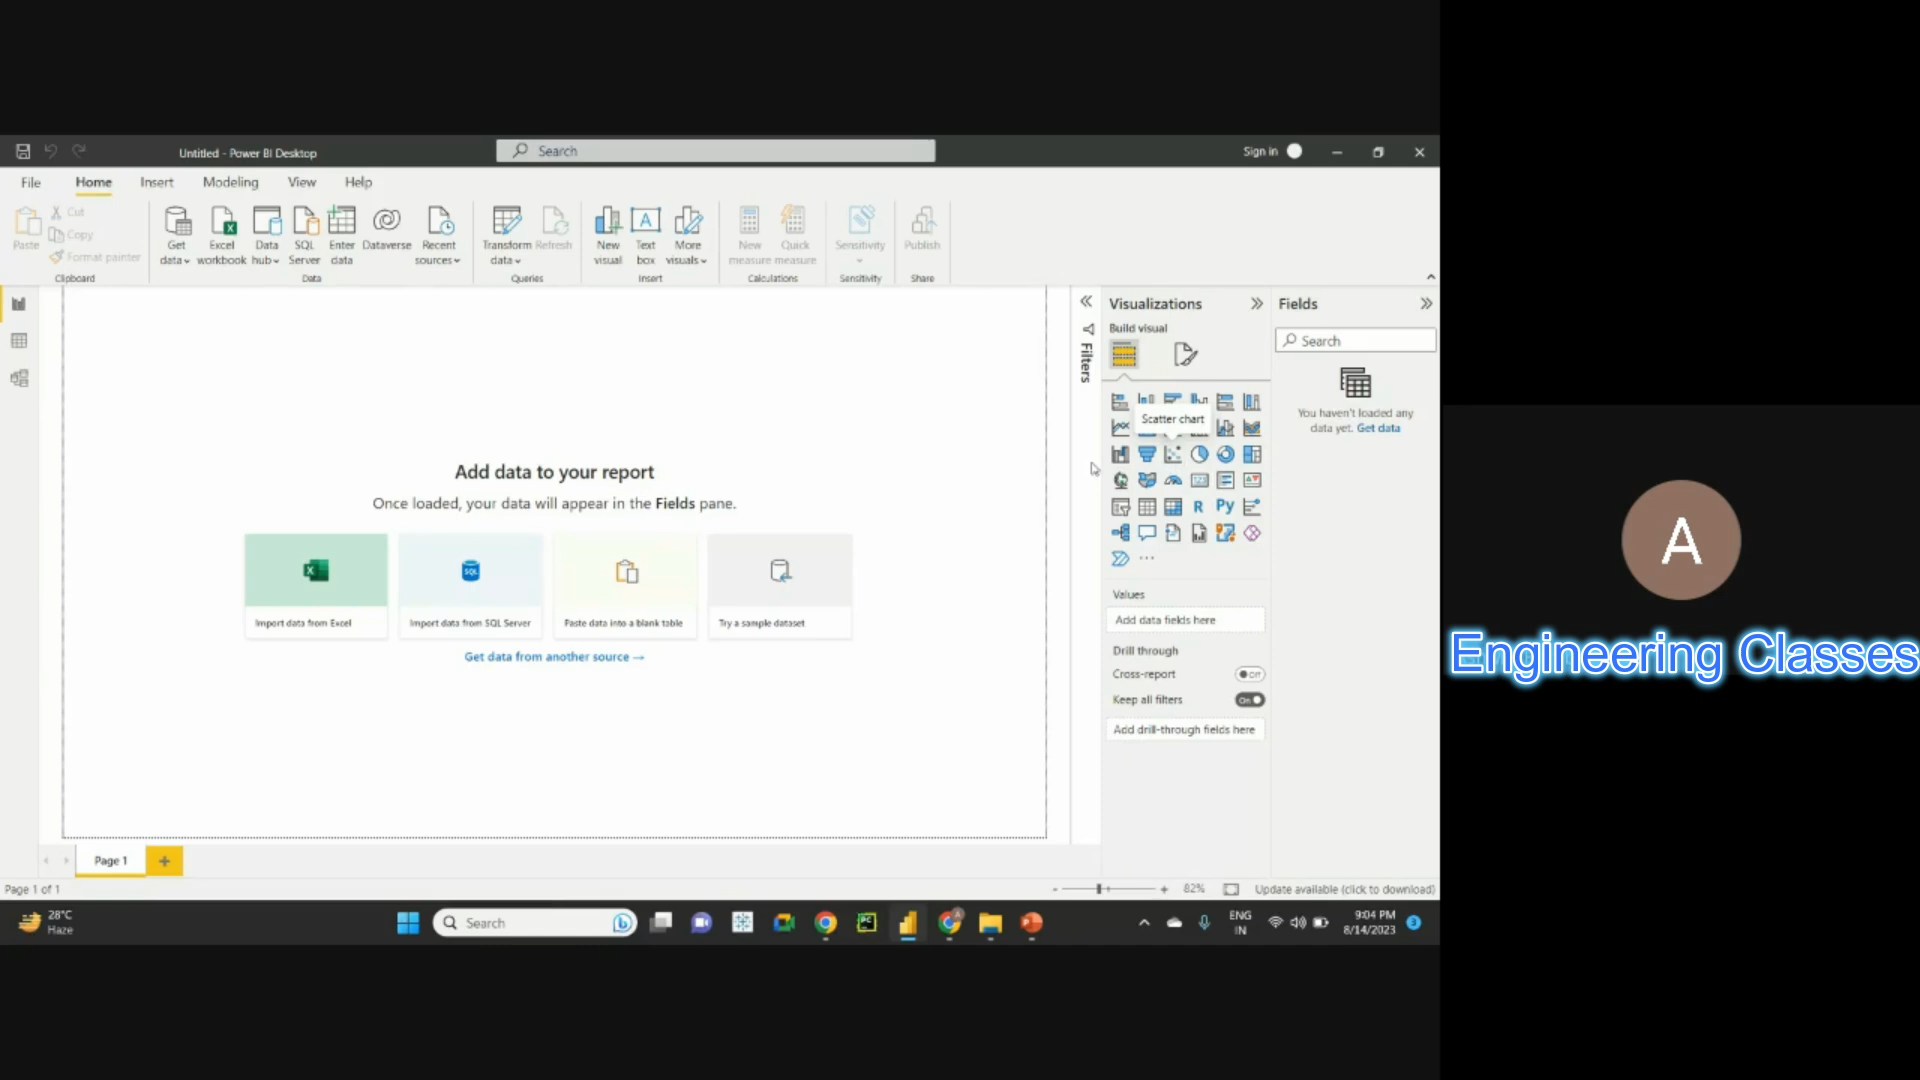 Untitled - Power BI Desktop
Search
Sign in
File Home Insert Modeling View Help
Paste
Cut
Copy
Format painter
Clipboard
Get data
Excel workbook
Data hub
SQL Server
Enter data
Dataverse
Recent sources
Data
Transform data
Refresh
Queries
New visual
Text box
More visuals
Insert
New measure
Quick measure
Calculations
Sensitivity
Sensitivity
Publish
Share
Filters
Visualizations
Build visual
Scatter chart
R
Py
Values
Add data fields here
Drill through
Cross-report
Off
Keep all filters
On
Add drill-through fields here
Fields
Search
You haven't loaded any
data yet. Get data
Add data to your report
Once loaded, your data will appear in the Fields pane.
SQL
Import data from Excel
Import data from SQL Server
Paste data into a blank table
Try a sample dataset
Get data from another source →
Page 1
Page 1 of 1
82%
Update available (click to download)
28°C
Haze
Search
PC
ENG
IN
9:04 PM
8/14/2023
3
A
Engineering Classes